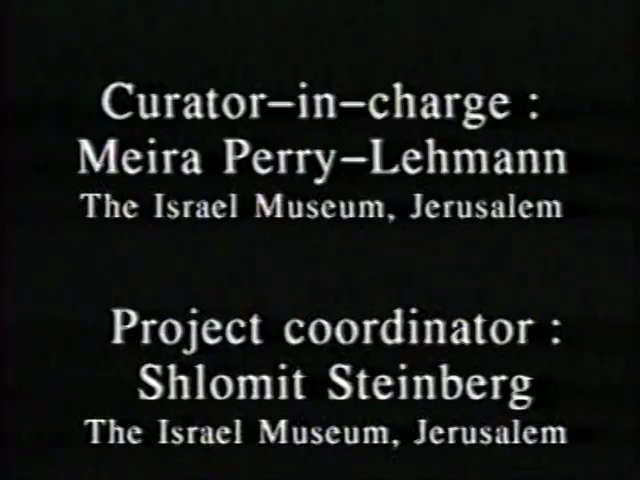 Curator–in–charge :
Meira Perry–Lehmann
The Israel Museum, Jerusalem
Project coordinator :
Shlomit Steinberg
The Israel Museum, Jerusalem